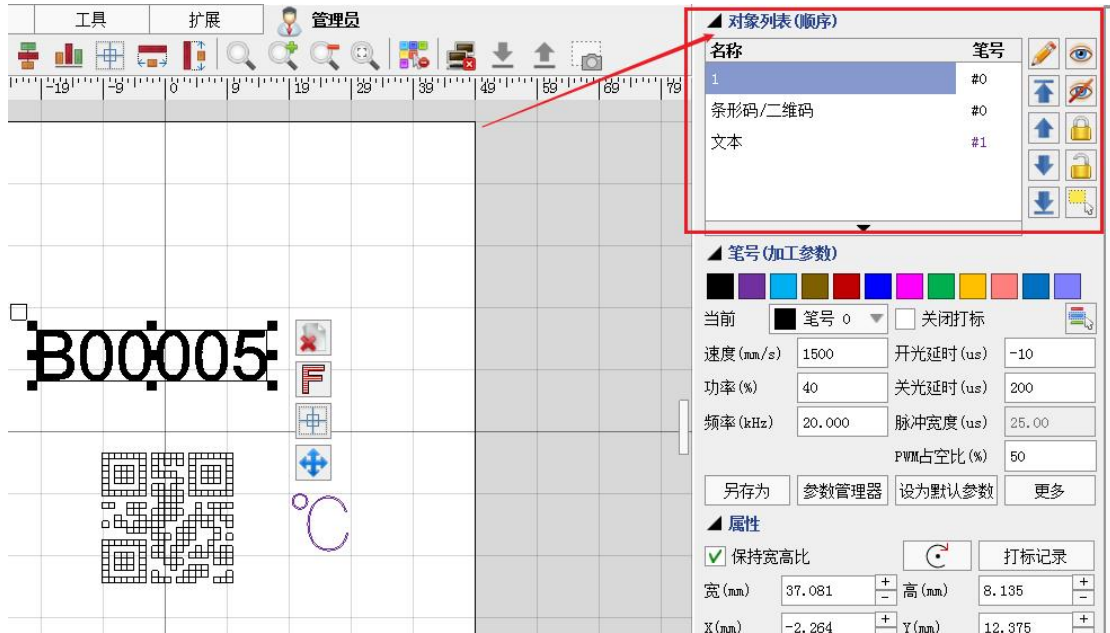 工具 扩展 管理员
-19 -9 0 9 19 29 39 49 59 69 79
B00005
℃
对象列表(顺序)
名称 笔号
1 #0
条形码/二维码 #0
文本 #1
笔号(加工参数)
当前 笔号 0 关闭打标
速度(mm/s) 1500 开光延时(us) -10
功率(%) 40 关光延时(us) 200
频率(kHz) 20.000 脉冲宽度(us) 25.00
PWM占空比(%) 50
另存为 参数管理器 设为默认参数 更多
属性
保持宽高比 打标记录
宽(mm) 37.081 + - 高(mm) 8.135 + -
X(mm) -2.264 + Y(mm) 12.375 +